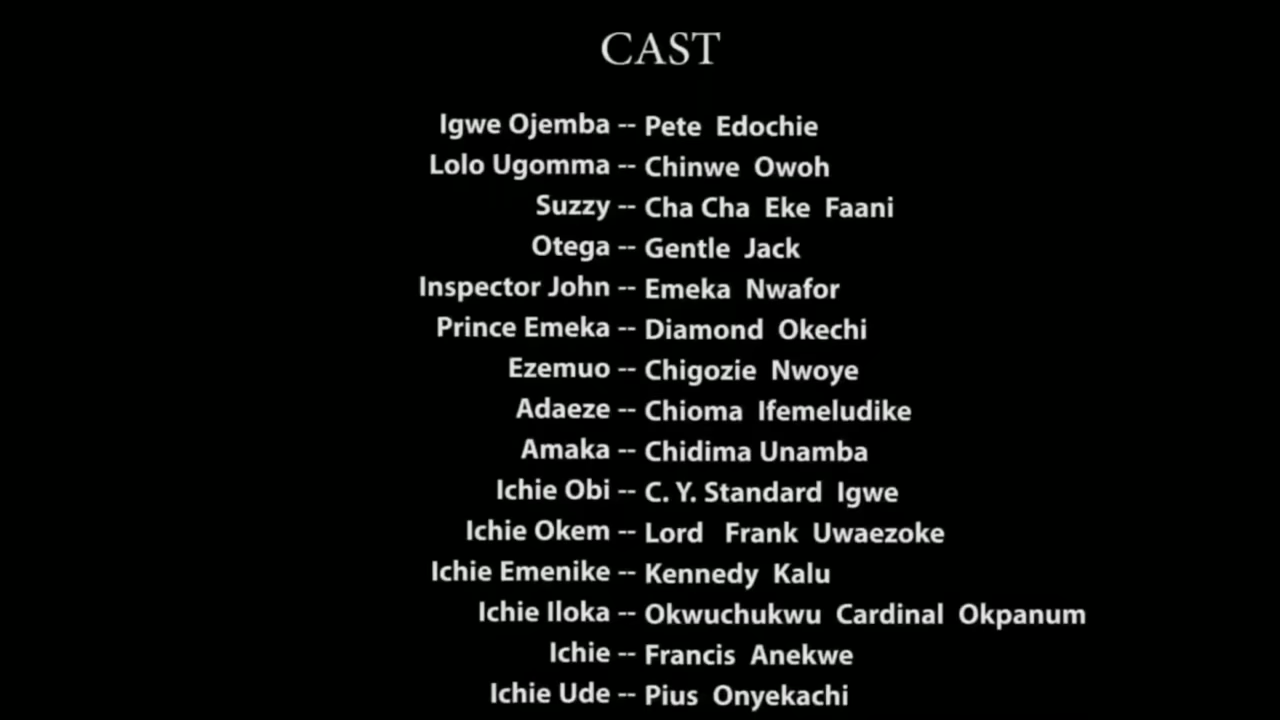 CAST
Igwe Ojemba -- Pete Edochie
Lolo Ugomma -- Chinwe Owoh
Suzzy -- Cha Cha Eke Faani
Otega -- Gentle Jack
Inspector John -- Emeka Nwafor
Prince Emeka -- Diamond Okechi
Ezemuo -- Chigozie Nwoye
Adaeze -- Chioma Ifemeludike
Amaka -- Chidima Unamba
Ichie Obi -- C. Y. Standard Igwe
Ichie Okem -- Lord Frank Uwaezoke
Ichie Emenike -- Kennedy Kalu
Ichie Iloka -- Okwuchukwu Cardinal Okpanum
Ichie -- Francis Anekwe
Ichie Ude -- Pius Onyekachi